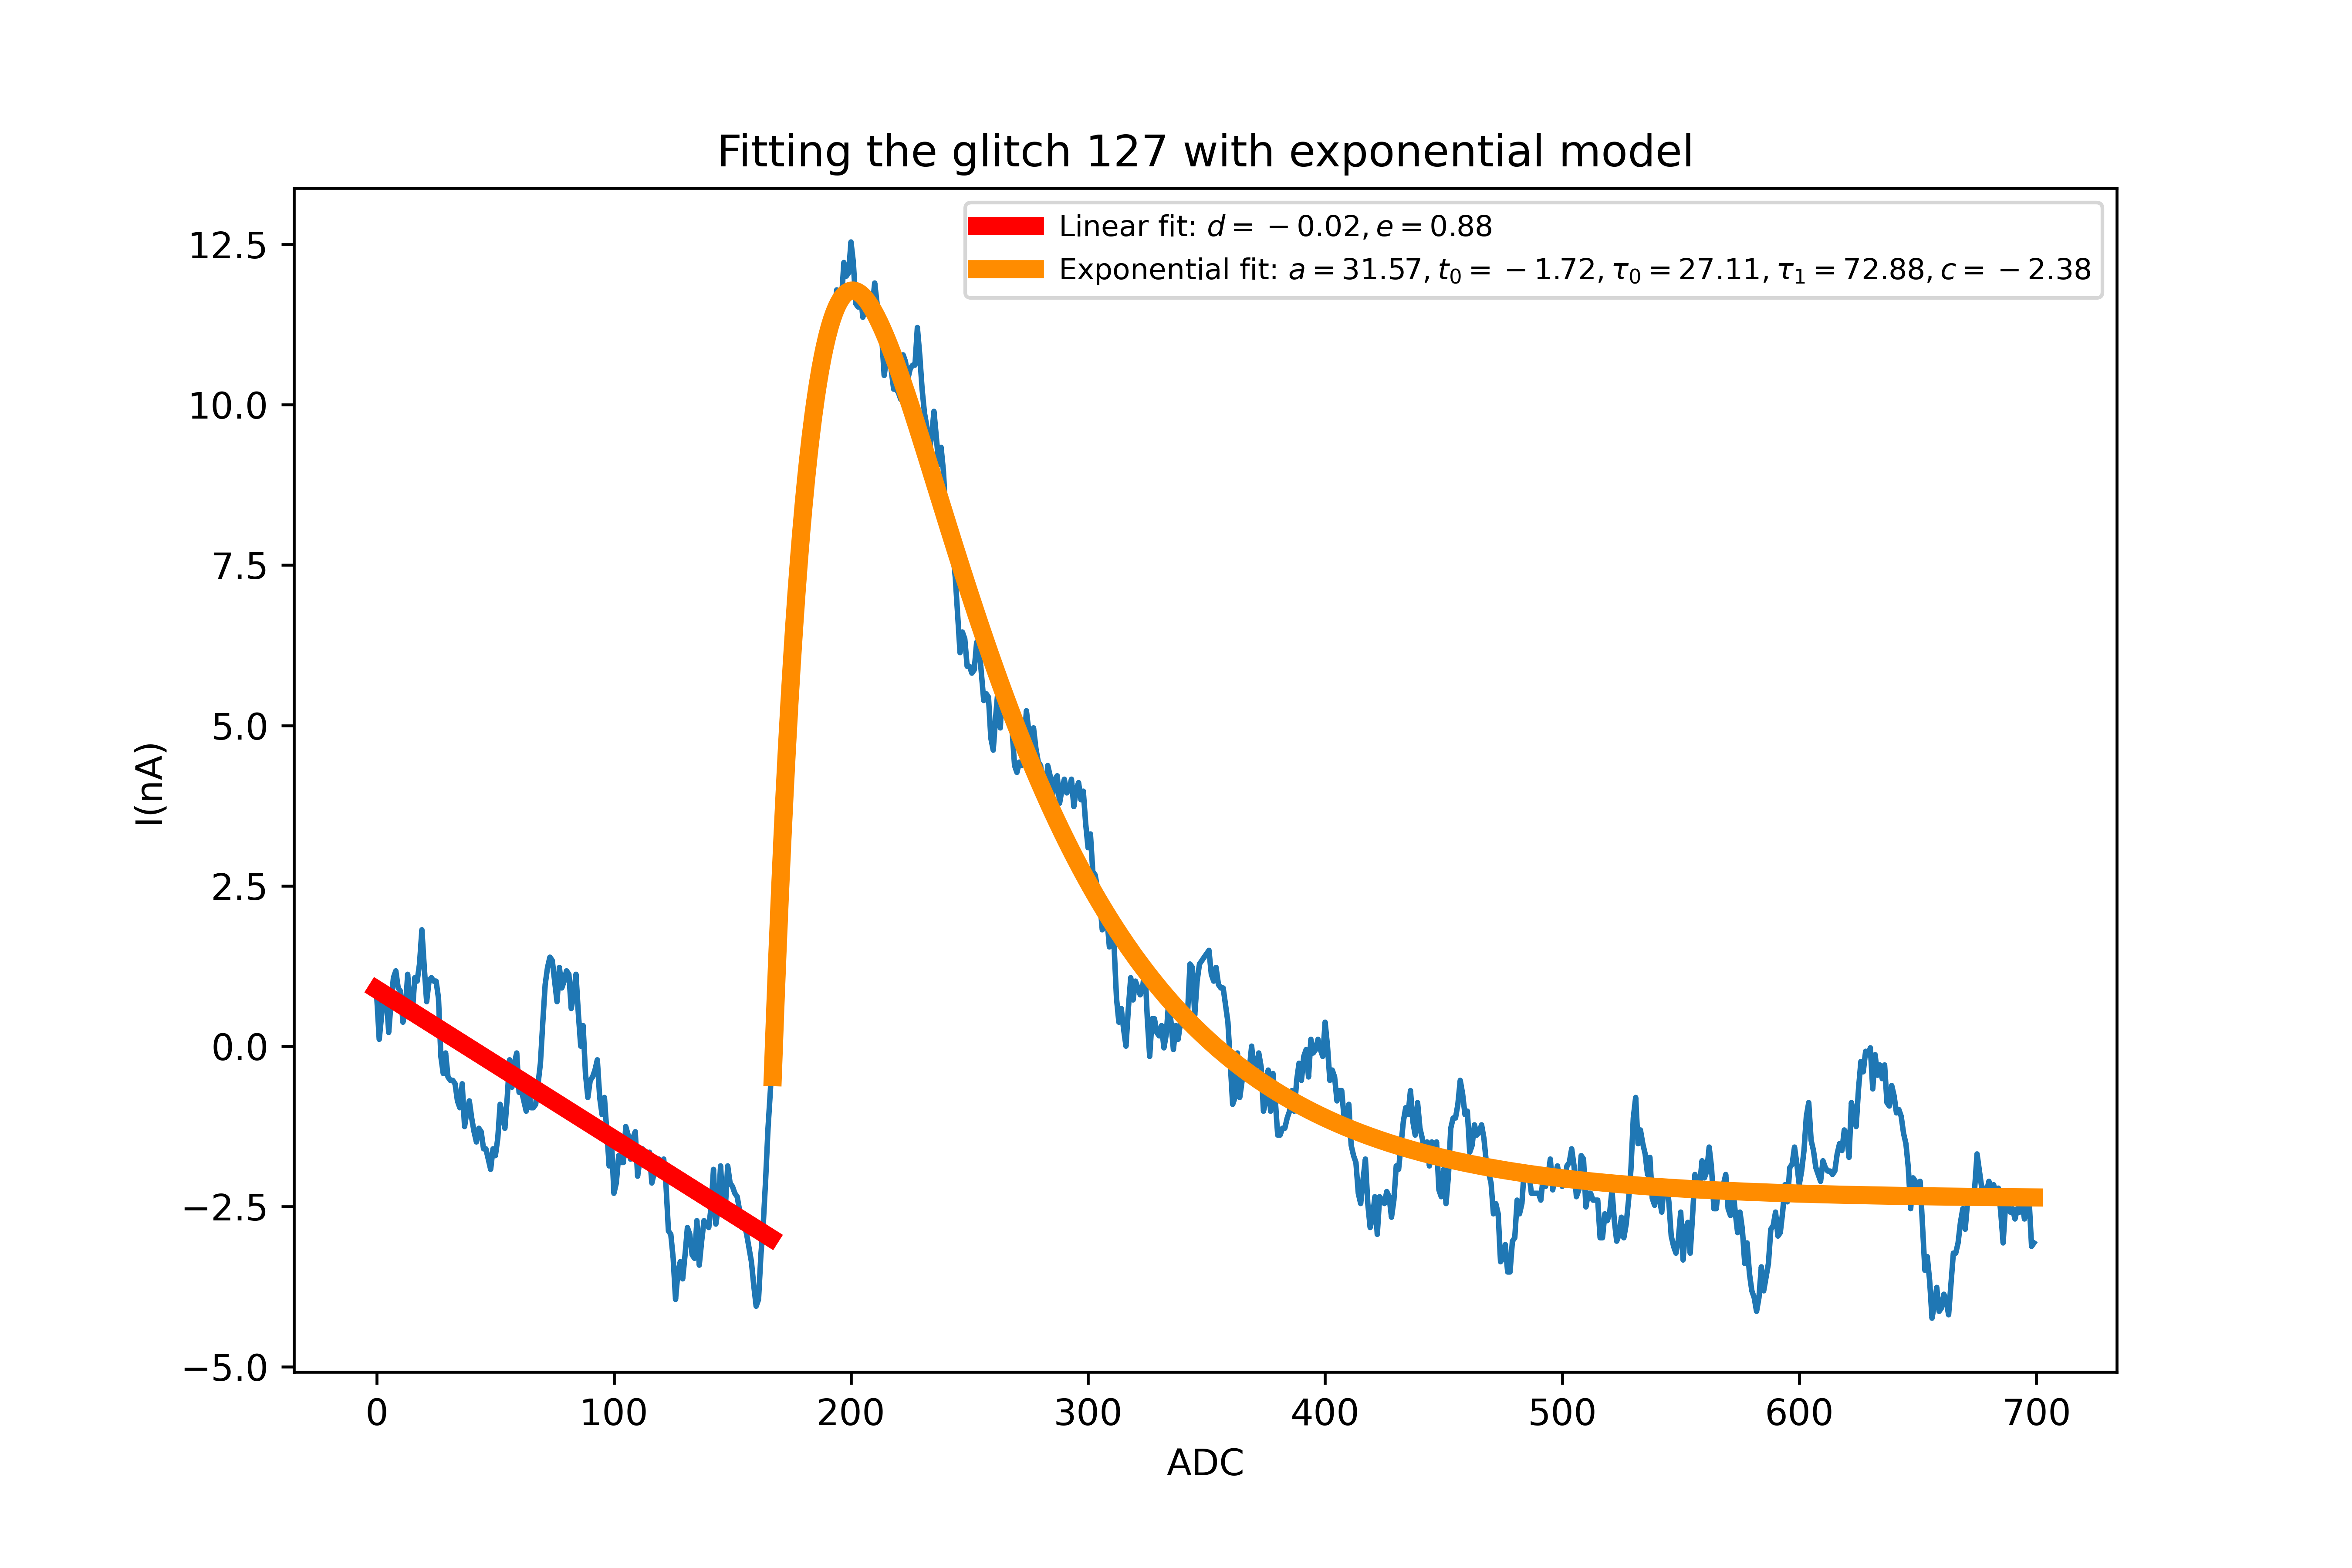 Fitting the glitch 127 with exponential model
Linear fit: d = −0.02, e = 0.88
Exponential fit: a = 31.57, t₀ = −1.72, τ₀ = 27.11, τ₁ = 72.88, c = −2.38
12.5
10.0
7.5
5.0
2.5
0.0
−2.5
−5.0
I(nA)
0 100 200 300 400 500 600 700
ADC